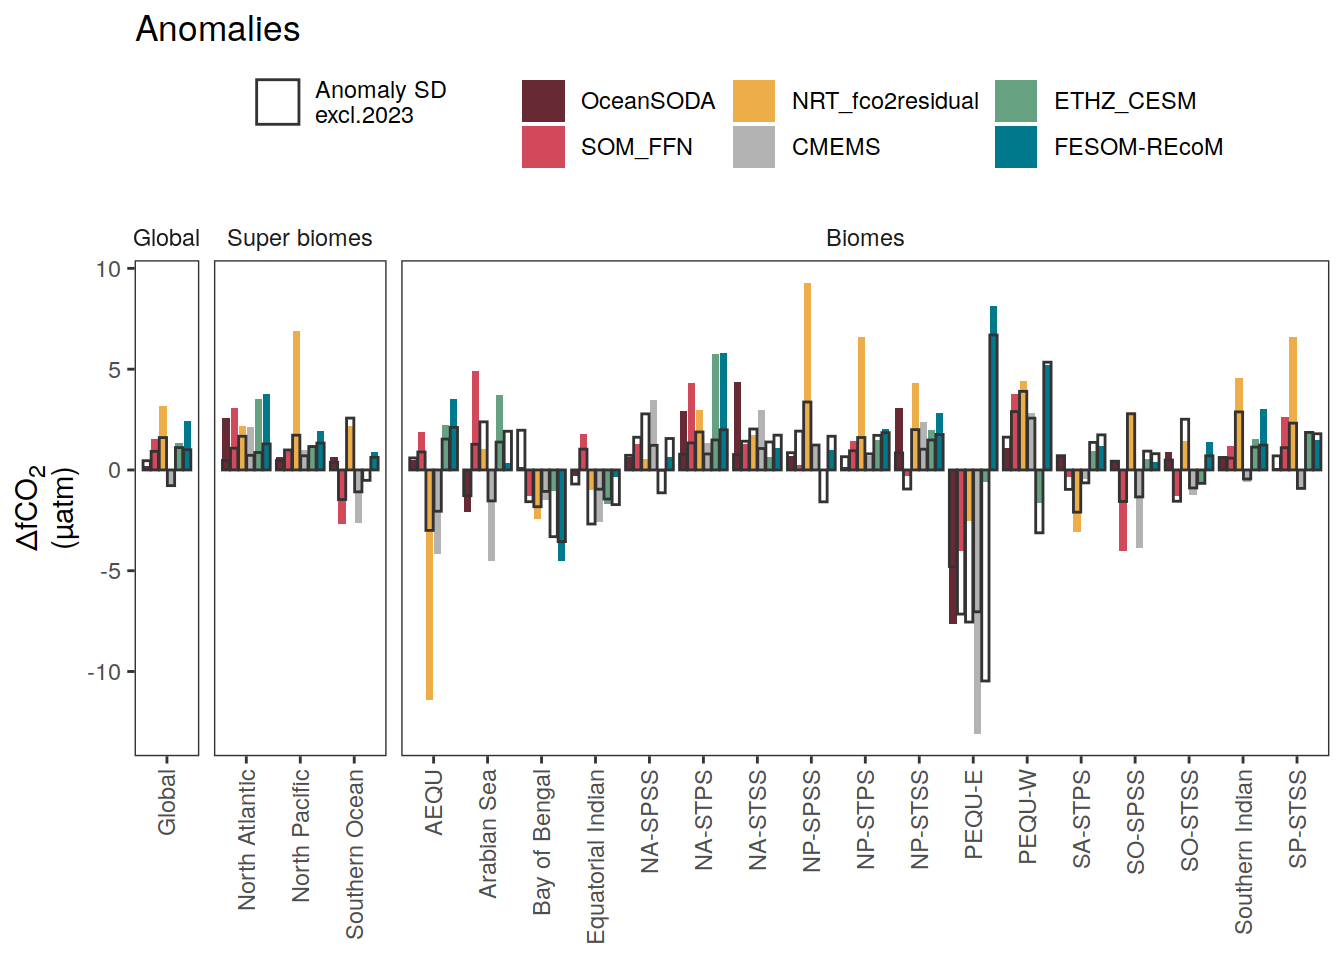 Anomalies
Anomaly SD
excl.2023
OceanSODA
NRT_fco2residual
ETHZ_CESM
SOM_FFN
CMEMS
FESOM-REcoM
Global
Super biomes
Biomes
10
5
0
-5
-10
ΔfCO₂
(µatm)
Global
North Atlantic
North Pacific
Southern Ocean
AEQU
Arabian Sea
Bay of Bengal
Equatorial Indian
NA-SPSS
NA-STPS
NA-STSS
NP-SPSS
NP-STPS
NP-STSS
PEQU-E
PEQU-W
SA-STPS
SO-SPSS
SO-STSS
Southern Indian
SP-STSS